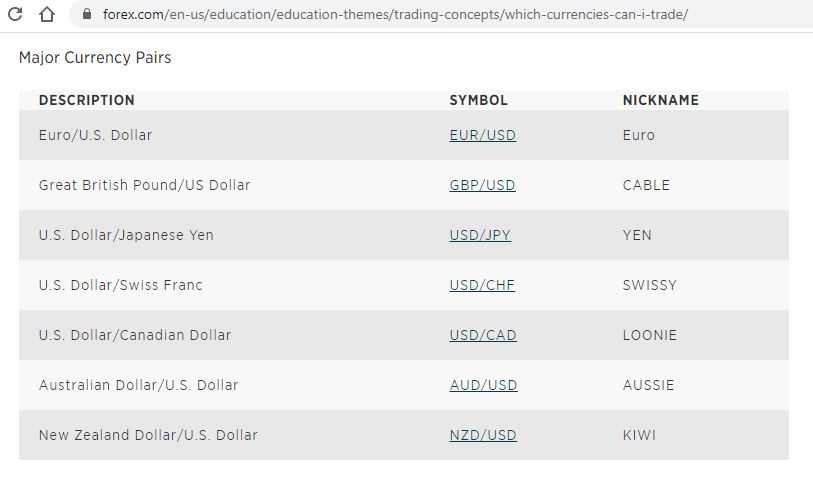 forex.com/en-us/education/education-themes/trading-concepts/which-currencies-can-i-trade/
Major Currency Pairs
DESCRIPTION SYMBOL NICKNAME
Euro/U.S. Dollar EUR/USD Euro
Great British Pound/US Dollar GBP/USD CABLE
U.S. Dollar/Japanese Yen USD/JPY YEN
U.S. Dollar/Swiss Franc USD/CHF SWISSY
U.S. Dollar/Canadian Dollar USD/CAD LOONIE
Australian Dollar/U.S. Dollar AUD/USD AUSSIE
New Zealand Dollar/U.S. Dollar NZD/USD KIWI